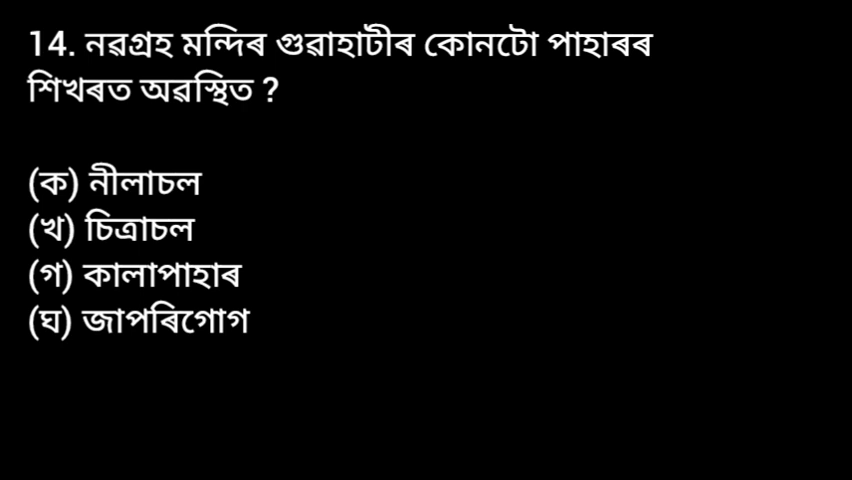 14. নৱগ্ৰহ মন্দিৰ গুৱাহাটীৰ কোনটো পাহাৰৰ
শিখৰত অৱস্থিত ?
(ক) নীলাচল
(খ) চিত্ৰাচল
(গ) কালাপাহাৰ
(ঘ) জাপৰিগোগ